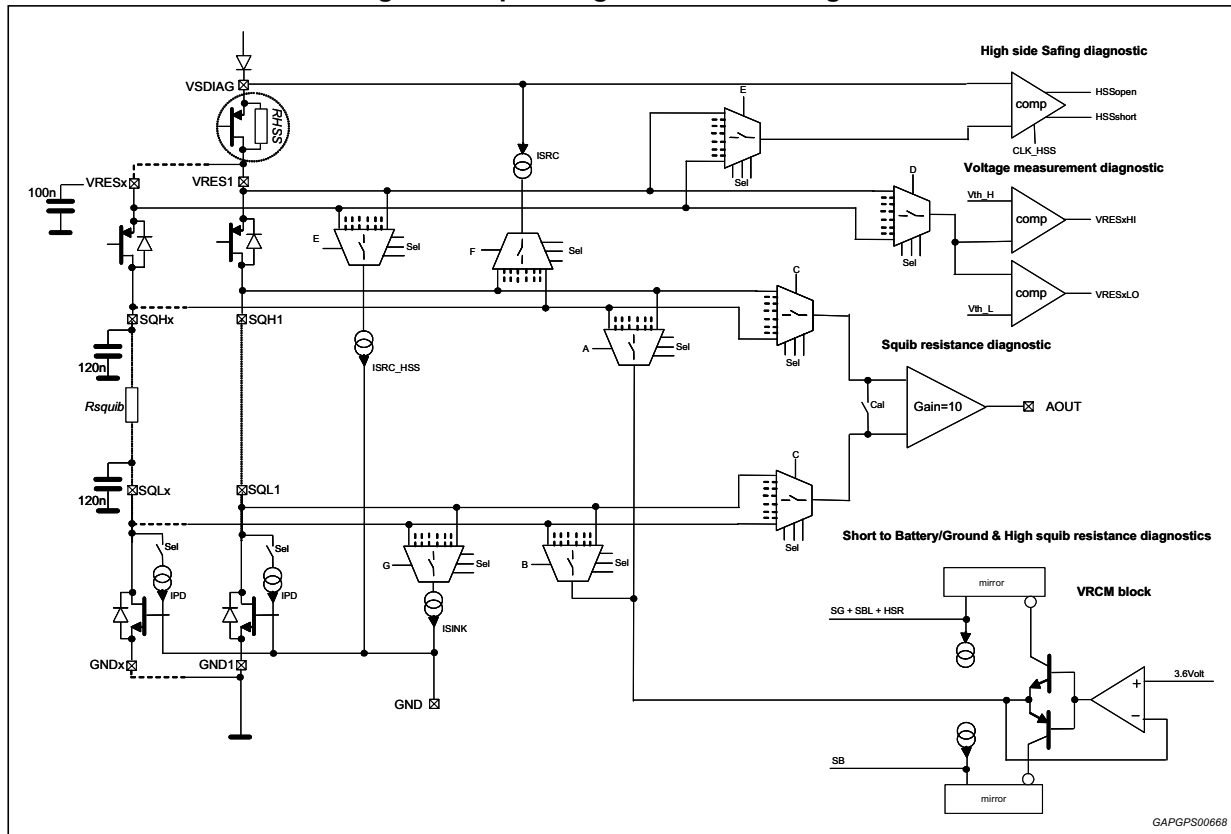 High side Safing diagnostic
VSDIAG
E
comp
HSSopen
HSSshort
CLK_HSS
RHSS
ISRC
Sel
Voltage measurement diagnostic
VRESx
VRES1
100n
D
Vth_H
comp
VRESxHI
E
Sel
F
Sel
Sel
comp
VRESxLO
Vth_L
C
SQHx
SQH1
A
Sel
Squib resistance diagnostic
120n
ISRC_HSS
Sel
Rsquib
Cal
Gain=10
AOUT
C
120n
SQLx
SQL1
Sel
Short to Battery/Ground & High squib resistance diagnostics
Sel
Sel
G
Sel
B
Sel
mirror
VRCM block
IPD
IPD
ISINK
SG + SBL + HSR
GNDx
GND1
3.6Volt
GND
+
-
SB
mirror
GAPGPS00668